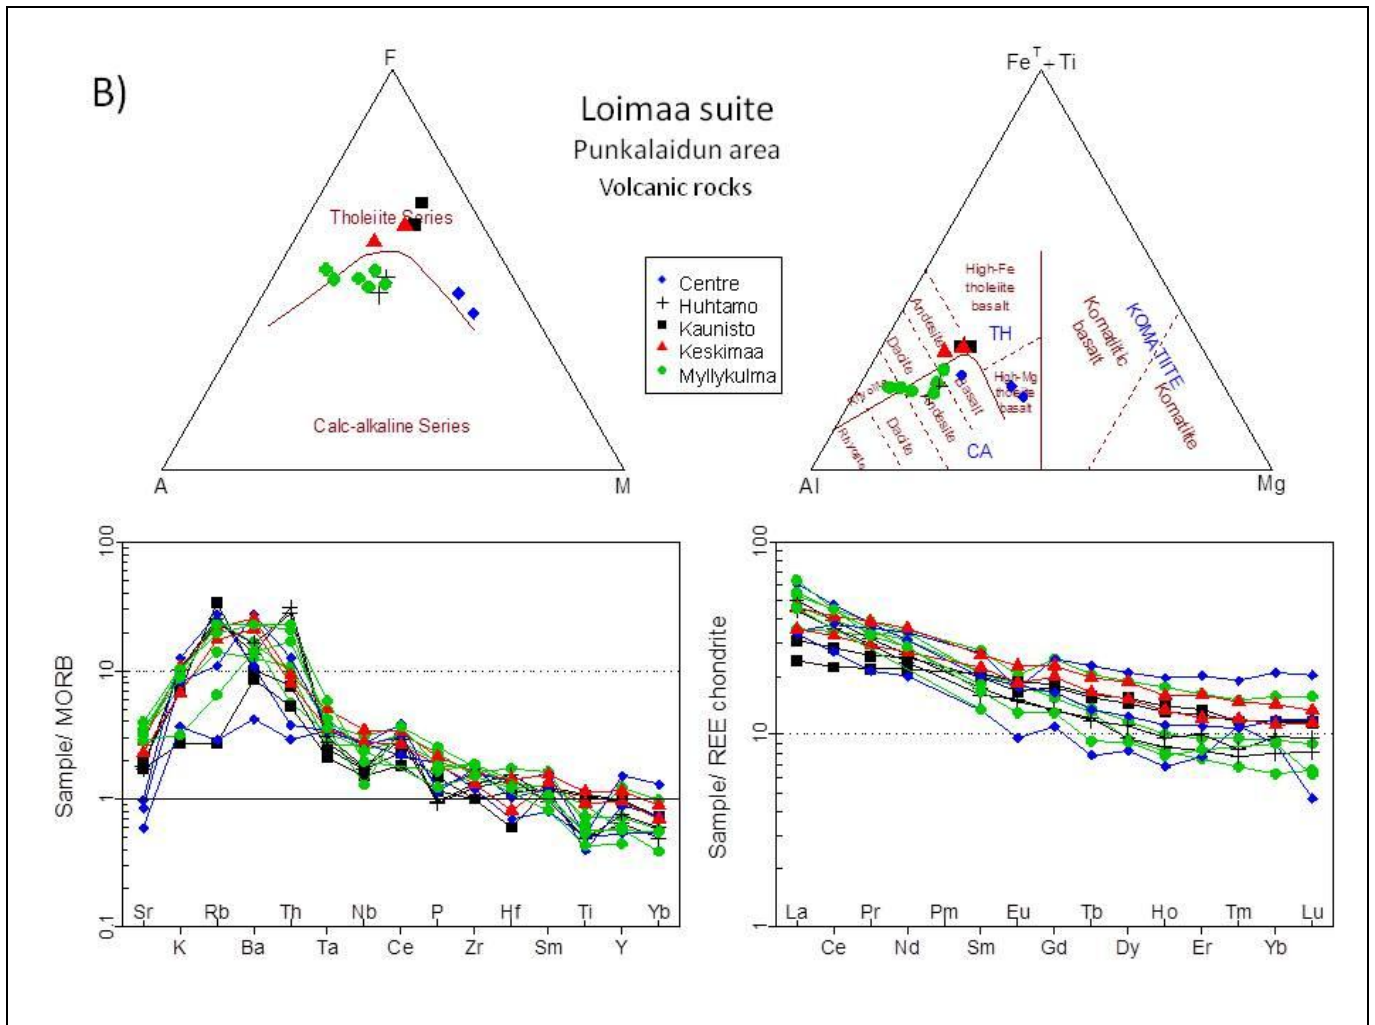 B)
Loimaa suite
Punkalaidun area
Volcanic rocks
F
Tholeiite Series
Calc-alkaline Series
A
M
Centre
Huhtamo
Kaunisto
Keskimaa
Myllykulma
Fe T + Ti
High-Fe
tholeiite
basalt
TH
Andesite
Dacite
Rhyolite
High-Mg
tholeiite
basalt
Basalt
Andesite
Dacite
Rhyolite
CA
Komatiitic
basalt
KOMATIITE
Komatiite
Al
Mg
Sample/ MORB
100
10
1
0.1
Sr
Rb
Th
Nb
P
Hf
Ti
Yb
K
Ba
Ta
Ce
Zr
Sm
Y
Sample/ REE chondrite
100
10
1
La
Pr
Pm
Eu
Tb
Ho
Tm
Lu
Ce
Nd
Sm
Gd
Dy
Er
Yb